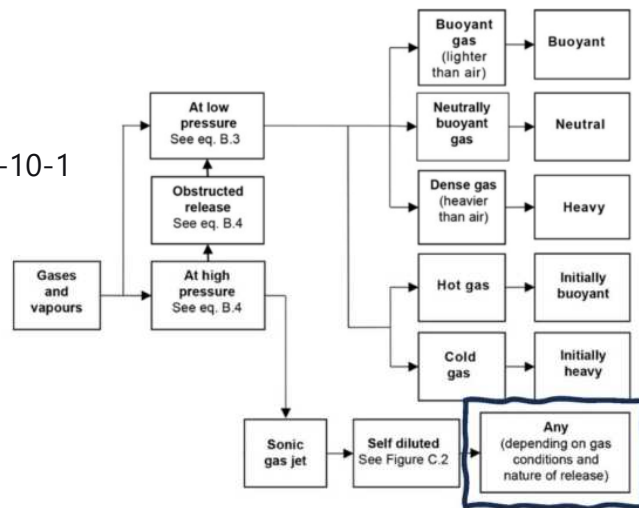 -10-1
Gases
and
vapours
At low
pressure
See eq. B.3
Obstructed
release
See eq. B.4
At high
pressure
See eq. B.4
Buoyant
gas
(lighter
than air)
Buoyant
Neutrally
buoyant
gas
Neutral
Dense gas
(heavier
than air)
Heavy
Hot gas
Initially
buoyant
Cold
gas
Initially
heavy
Sonic
gas jet
Self diluted
See Figure C.2
Any
(depending on gas
conditions and
nature of release)